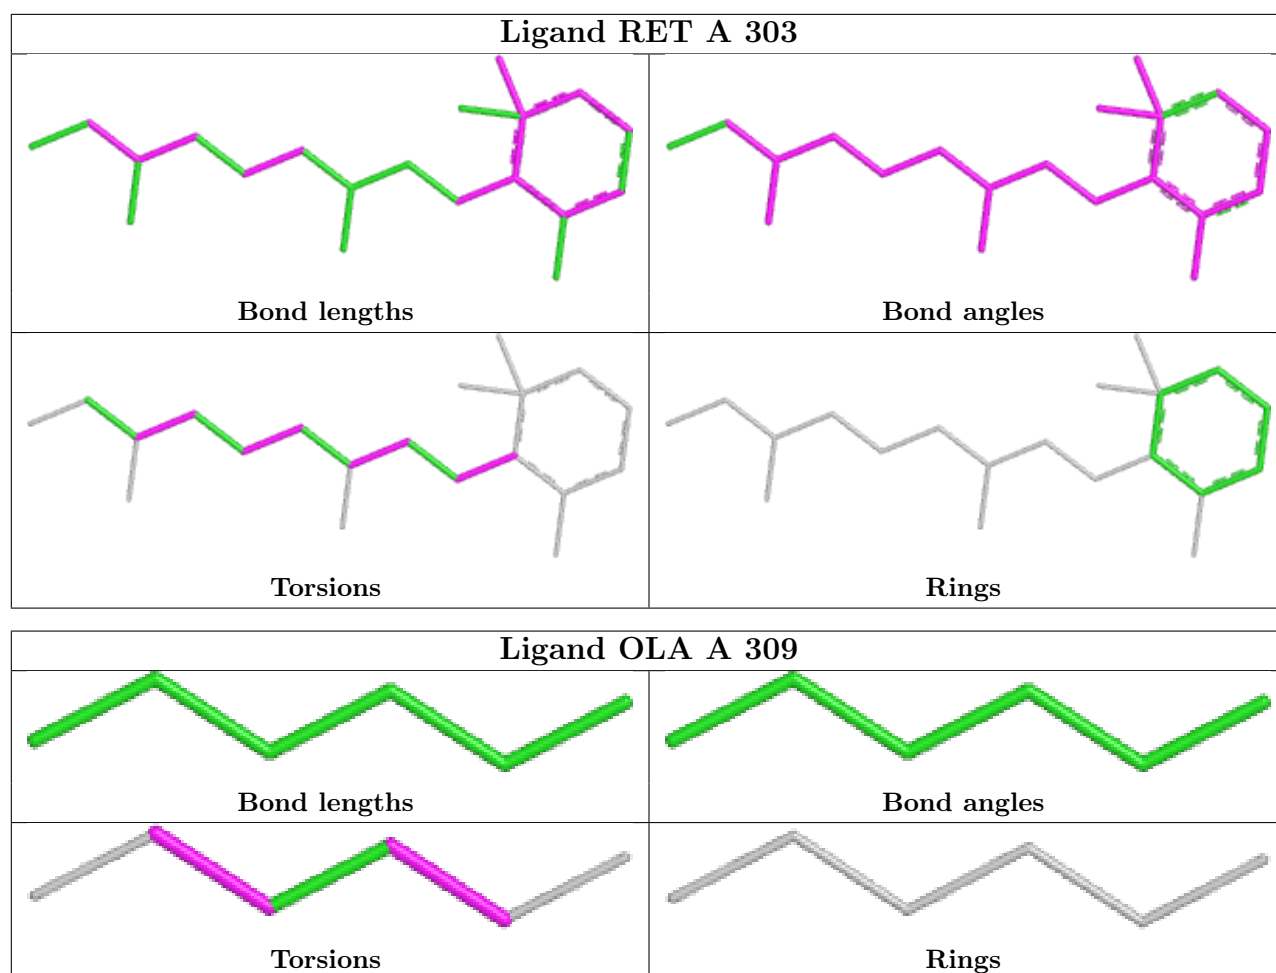 Ligand RET A 303
Bond lengths
Bond angles
Torsions
Rings
Ligand OLA A 309
Bond lengths
Bond angles
Torsions
Rings